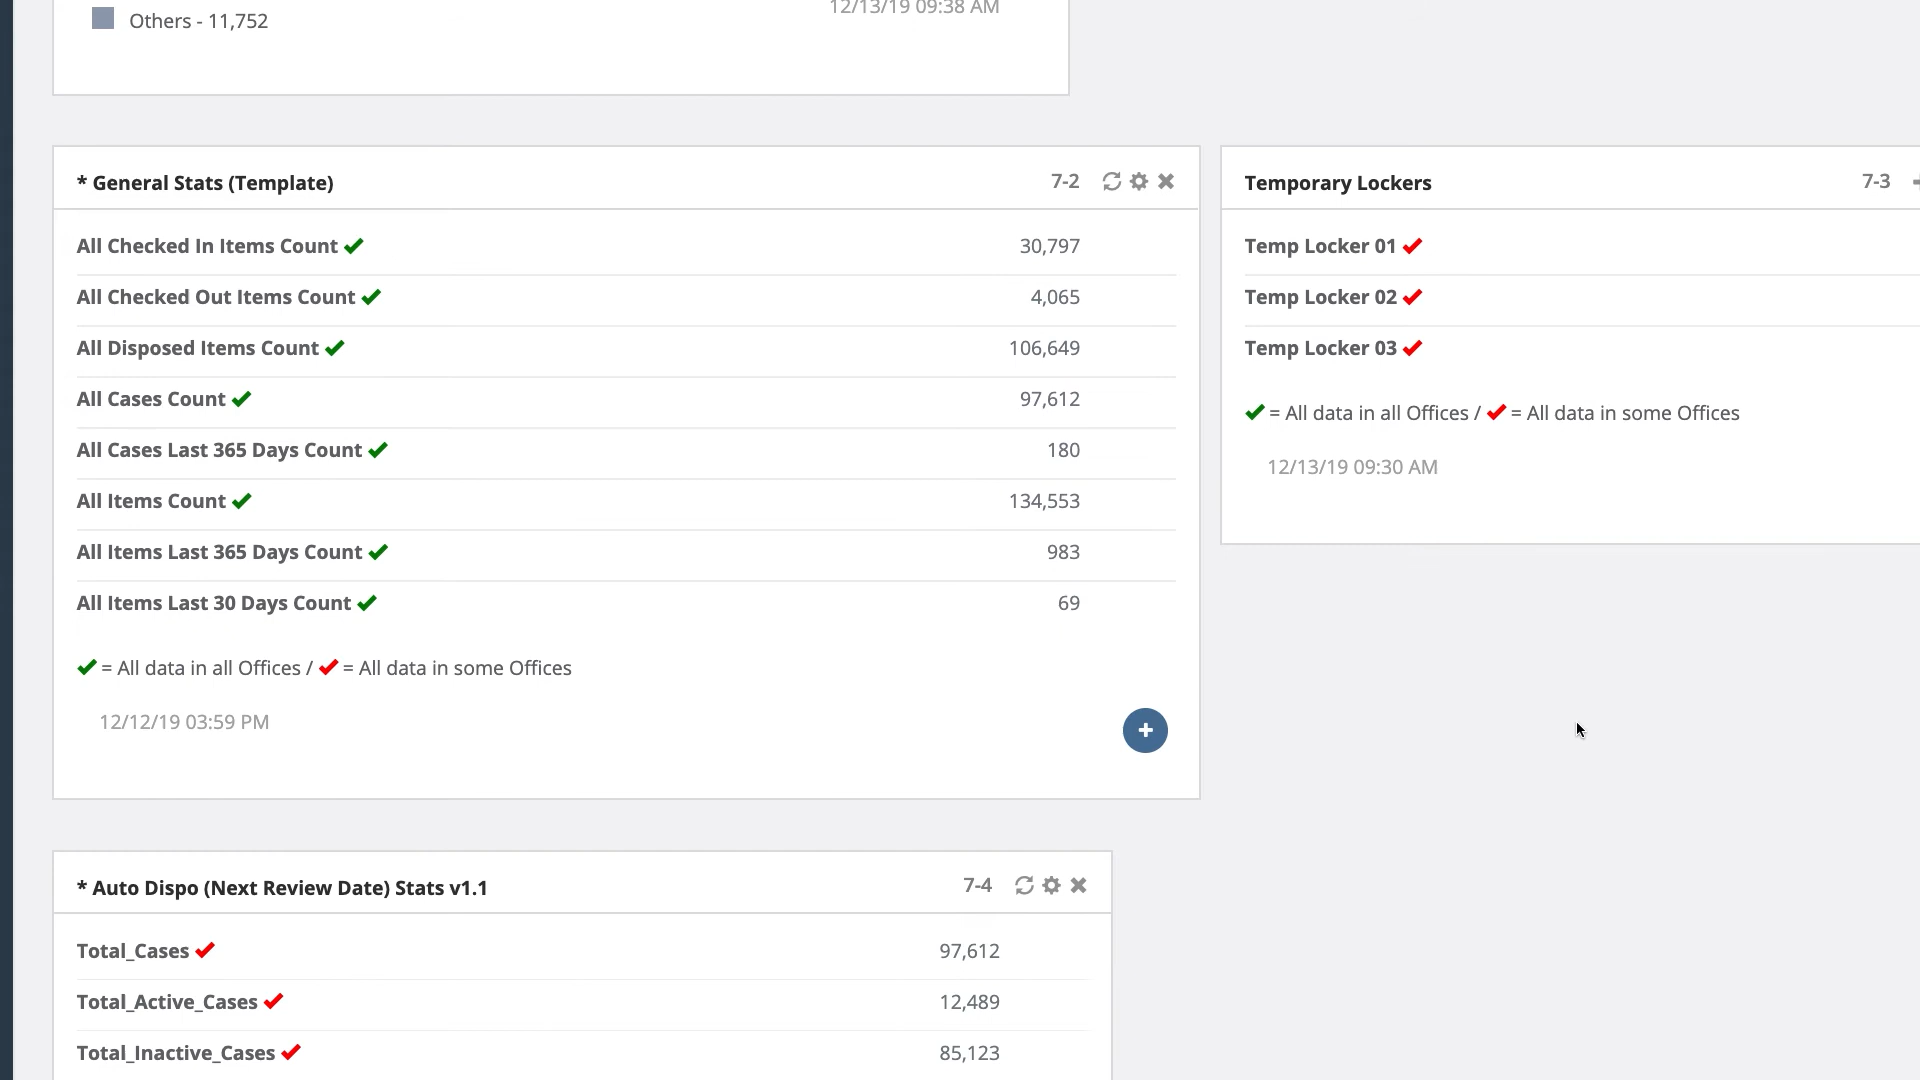 Others - 11,752
12/13/19 09:38 AM
* General Stats (Template)
7-2
All Checked In Items Count 30,797
All Checked Out Items Count 4,065
All Disposed Items Count 106,649
All Cases Count 97,612
All Cases Last 365 Days Count 180
All Items Count 134,553
All Items Last 365 Days Count 983
All Items Last 30 Days Count 69
= All data in all Offices / = All data in some Offices
12/12/19 03:59 PM
Temporary Lockers
7-3
Temp Locker 01
Temp Locker 02
Temp Locker 03
= All data in all Offices / = All data in some Offices
12/13/19 09:30 AM
* Auto Dispo (Next Review Date) Stats v1.1
7-4
Total_Cases 97,612
Total_Active_Cases 12,489
Total_Inactive_Cases 85,123